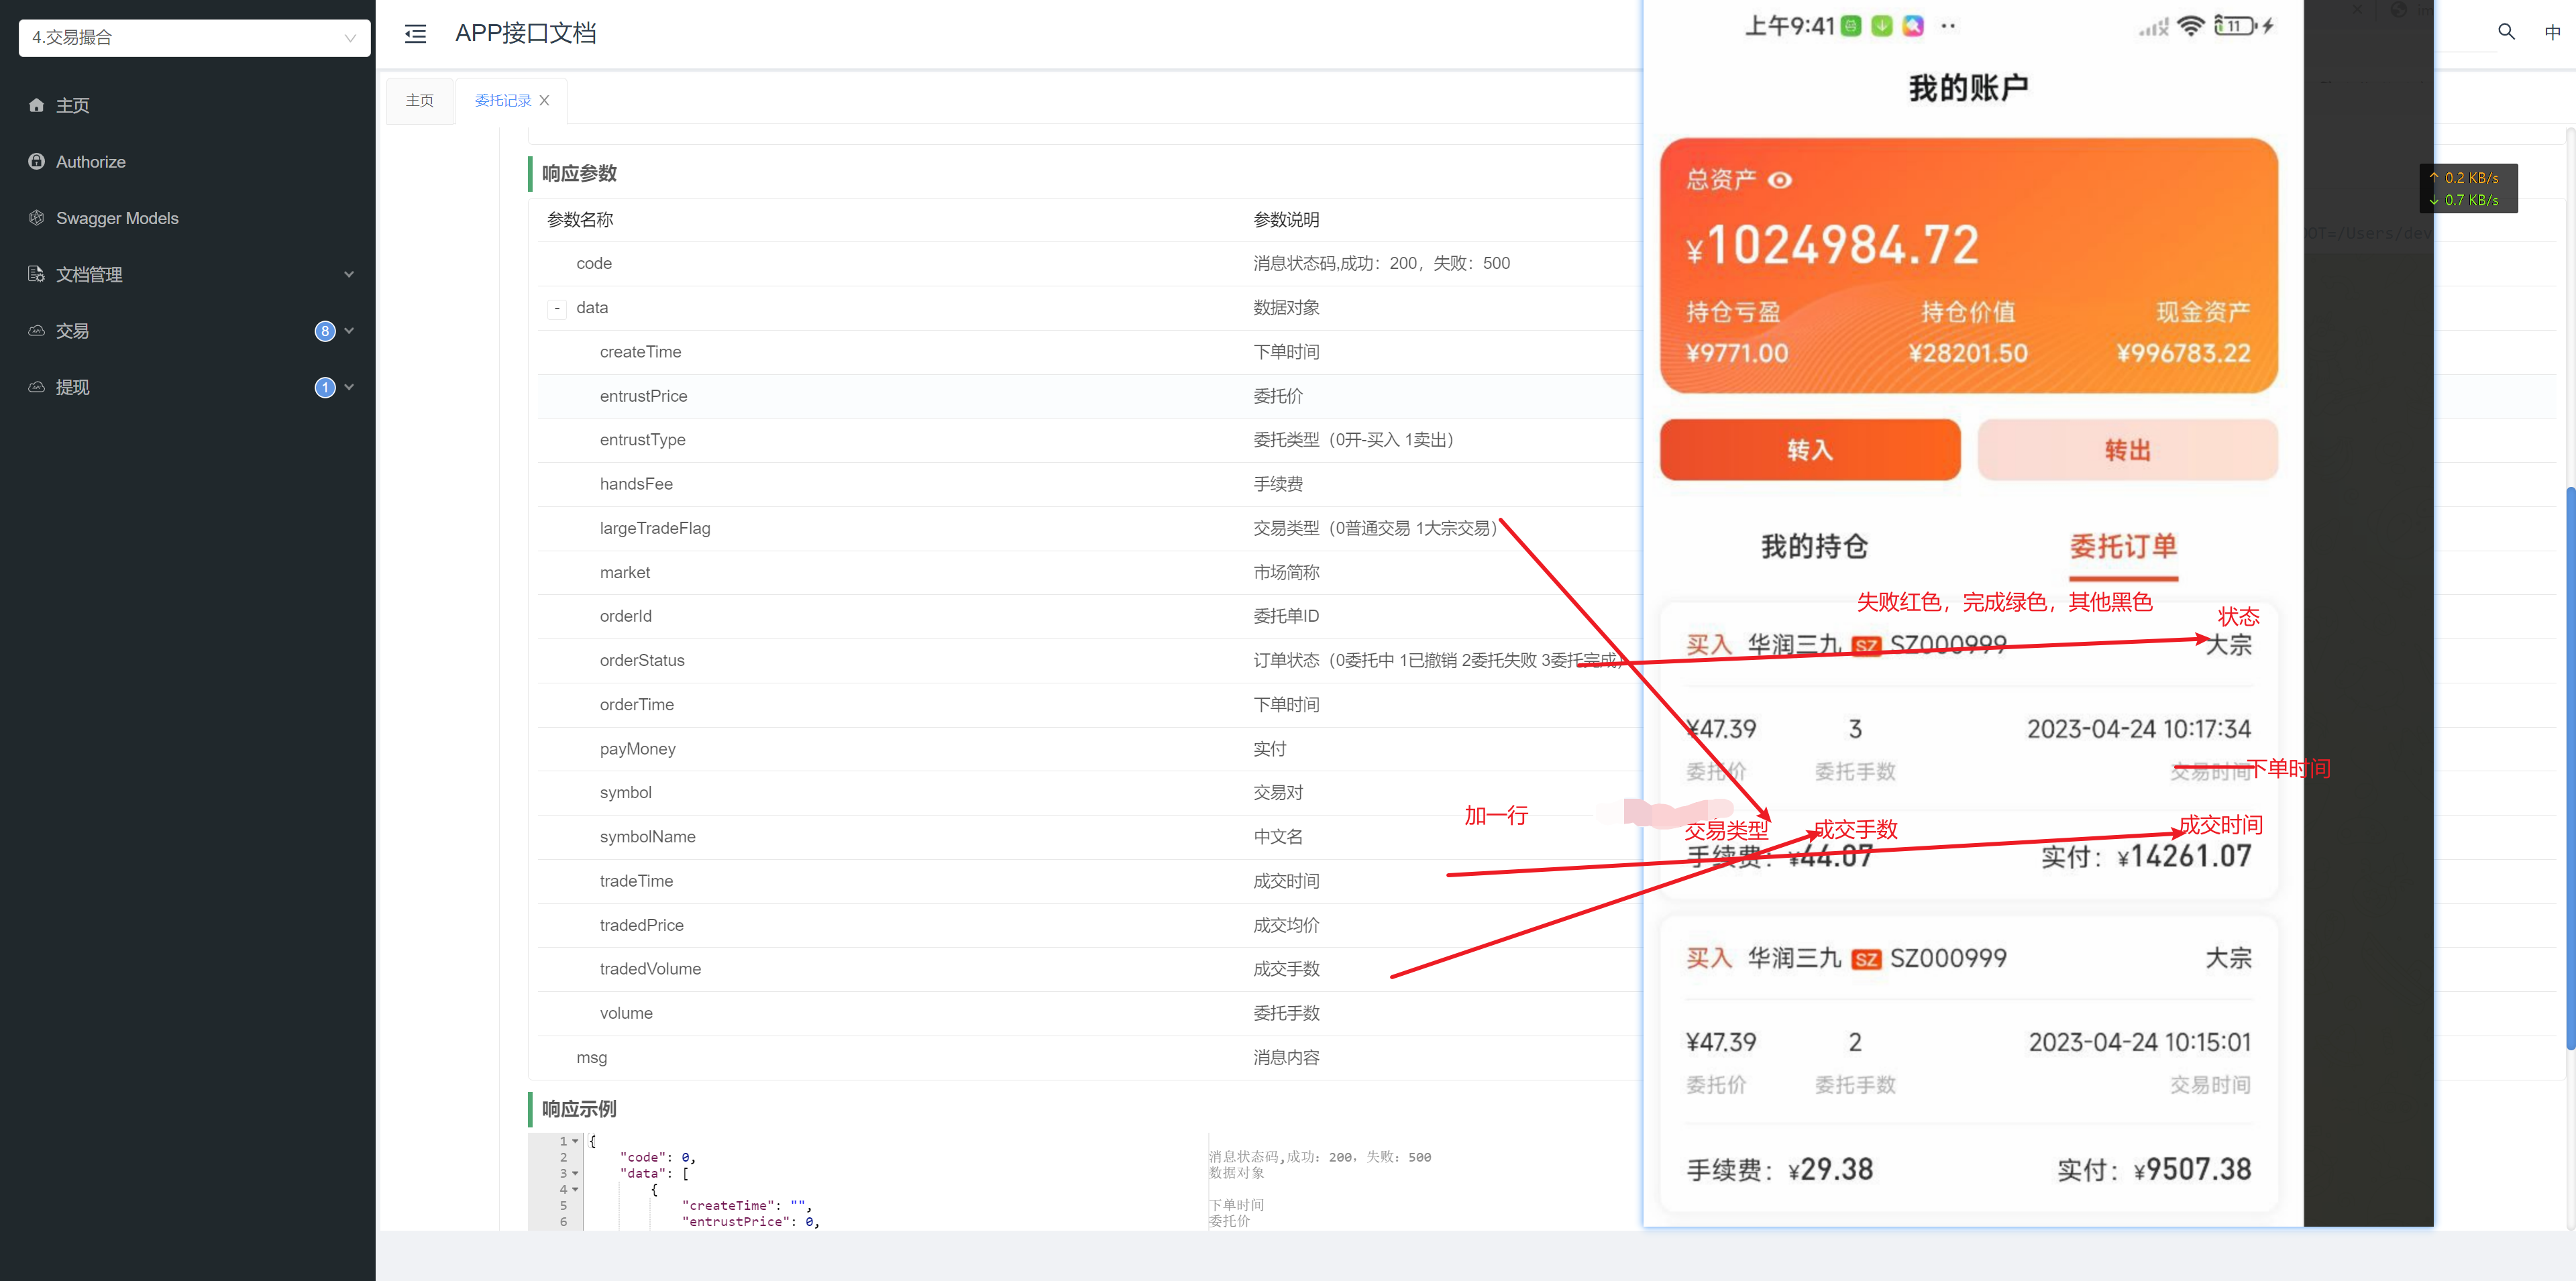 4.交易撮合
主页
Authorize
Swagger Models
文档管理
交易 8
提现 1
APP接口文档
中
主页
委托记录
响应参数
参数名称 参数说明
code 消息状态码,成功：200，失败：500
- data 数据对象
createTime 下单时间
entrustPrice 委托价
entrustType 委托类型（0开-买入 1卖出）
handsFee 手续费
largeTradeFlag 交易类型（0普通交易 1大宗交易）
market 市场简称
orderId 委托单ID
orderStatus 订单状态（0委托中 1已撤销 2委托失败 3委托完成）
orderTime 下单时间
payMoney 实付
symbol 交易对
symbolName 中文名
tradeTime 成交时间
tradedPrice 成交均价
tradedVolume 成交手数
volume 委托手数
msg 消息内容
响应示例
1 {
2 "code": 0, 消息状态码,成功：200，失败：500
3 "data": [ 数据对象
4 {
5 "createTime": "", 下单时间
6 "entrustPrice": 0, 委托价
加一行
上午9:41
11
我的账户
总资产
¥1024984.72
持仓亏盈 持仓价值 现金资产
¥9771.00 ¥28201.50 ¥996783.22
转入 转出
我的持仓 委托订单
失败红色，完成绿色，其他黑色
状态
买入 华润三九 SZ SZ000999 大宗
¥47.39 3 2023-04-24 10:17:34
委托价 委托手数 交易时间 下单时间
交易类型 成交手数 成交时间
手续费：¥44.07 实付：¥14261.07
买入 华润三九 SZ SZ000999 大宗
¥47.39 2 2023-04-24 10:15:01
委托价 委托手数 交易时间
手续费：¥29.38 实付：¥9507.38
↑ 0.2 KB/s
↓ 0.7 KB/s
OOT=/Users/dev